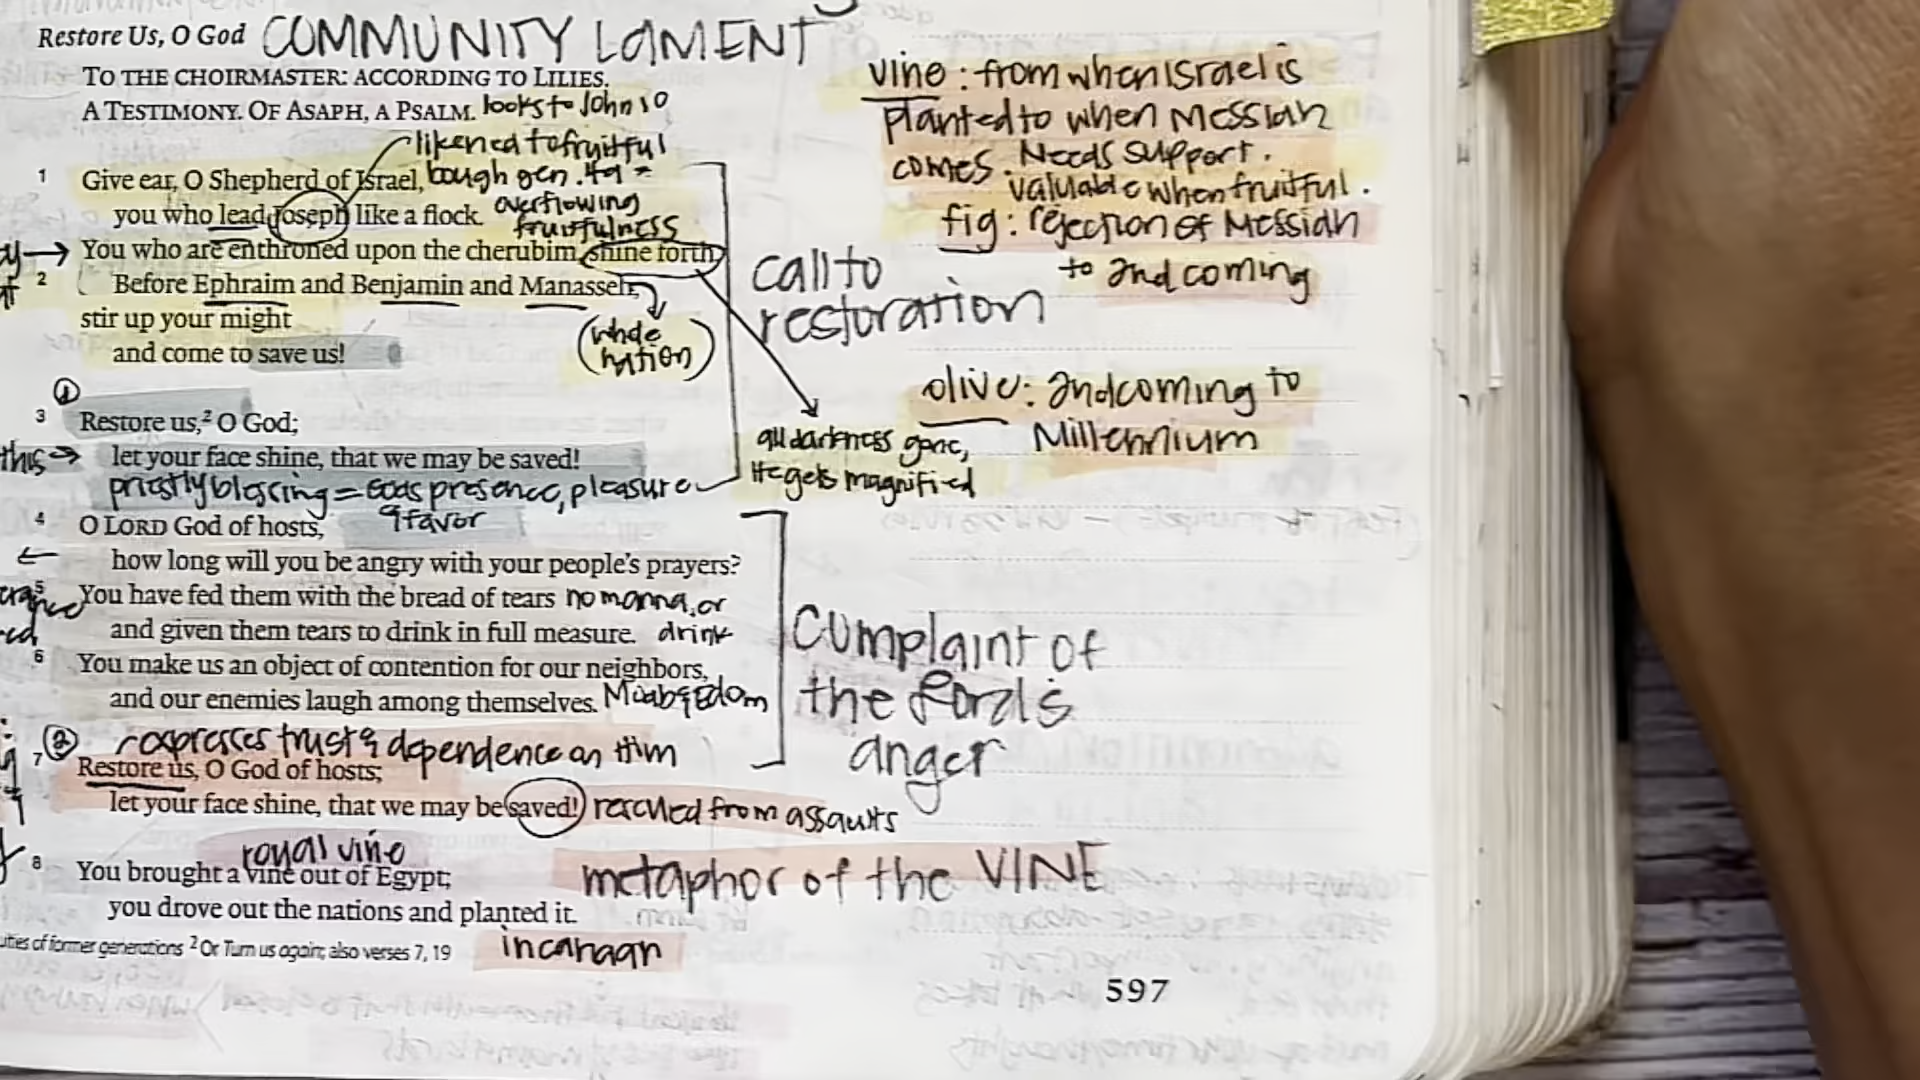 Restore Us, O God COMMUNITY LAMENT
TO THE CHOIRMASTER: ACCORDING TO LILIES.
A TESTIMONY. OF ASAPH, A PSALM. looks to John 10
likened to fruitful
1 Give ear, O Shepherd of Israel, bough gen. 49 =
you who lead Joseph like a flock. overflowing
fruitfulness
You who are enthroned upon the cherubim, shine forth.
2 Before Ephraim and Benjamin and Manasseh,
stir up your might
and come to save us!
(whole
nation)
1
3 Restore us,² O God;
this → let your face shine, that we may be saved!
priestly blessing = Gods presence, pleasure
& favor
4 O LORD God of hosts,
how long will you be angry with your people's prayers?
5 You have fed them with the bread of tears no manna, or
and given them tears to drink in full measure. drink
6 You make us an object of contention for our neighbors,
and our enemies laugh among themselves. Moab & Edom
2 expresses trust & dependence on Him
7 Restore us, O God of hosts;
let your face shine, that we may be saved! rescued from assaults
royal vine
8 You brought a vine out of Egypt;
you drove out the nations and planted it.
in canaan
of former generations ² Or Turn us again; also verses 7, 19
vine: from when Israel is
planted to when Messiah
comes. Needs support.
valuable when fruitful.
fig: rejection of Messiah
to 2nd coming
call to
restoration
olive: 2nd coming to
Millennium
all darkness gone,
He gets magnified
complaint of
the Lord's
anger
metaphor of the VINE
597